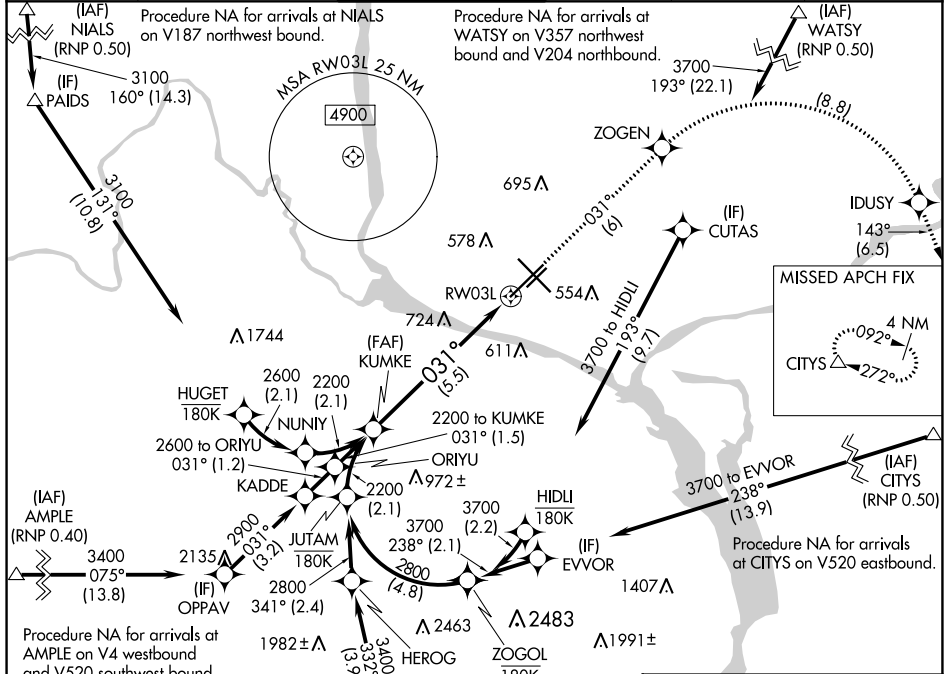 (IAF)
NIALS
(RNP 0.50)
Procedure NA for arrivals at NIALS
on V187 northwest bound.
Procedure NA for arrivals at
WATSY on V357 northwest
bound and V204 northbound.
(IAF)
WATSY
(RNP 0.50)
3100
160° (14.3)
(IF)
PAIDS
3100
131°
(10.8)
MSA RW03L 25 NM
4900
3700
193° (22.1)
(8.8)
ZOGEN
IDUSY
143°
(6.5)
695
578
031°
(6)
(IF)
CUTAS
RW03L
554
3700 to HIDLI
193°
(9.7)
MISSED APCH FIX
4 NM
092°
CITYS
272°
1744
724
(FAF)
KUMKE
031°
(5.5)
611
HUGET
180K
2600
(2.1)
2200
(2.1)
NUNIY
2600 to ORIYU
031° (1.2)
2200 to KUMKE
031° (1.5)
ORIYU
KADDE
972 ±
2200
(2.1)
(IAF)
CITYS
(RNP 0.50)
3700 to EVVOR
238°
(13.9)
Procedure NA for arrivals
at CITYS on V520 eastbound.
(IAF)
AMPLE
(RNP 0.40)
3400
075°
(13.8)
2135
(IF)
OPPAV
2900
031°
(3.2)
JUTAM
180K
2800
341° (2.4)
3700
238° (2.1)
3700
(2.2)
HIDLI
180K
(IF)
EVVOR
2800
(4.8)
1407
Procedure NA for arrivals at
AMPLE on V4 westbound
and V520 southwest bound
1982 ±
3400
332°
(3.9
HEROG
2463
2483
ZOGOL
180K
1991 ±